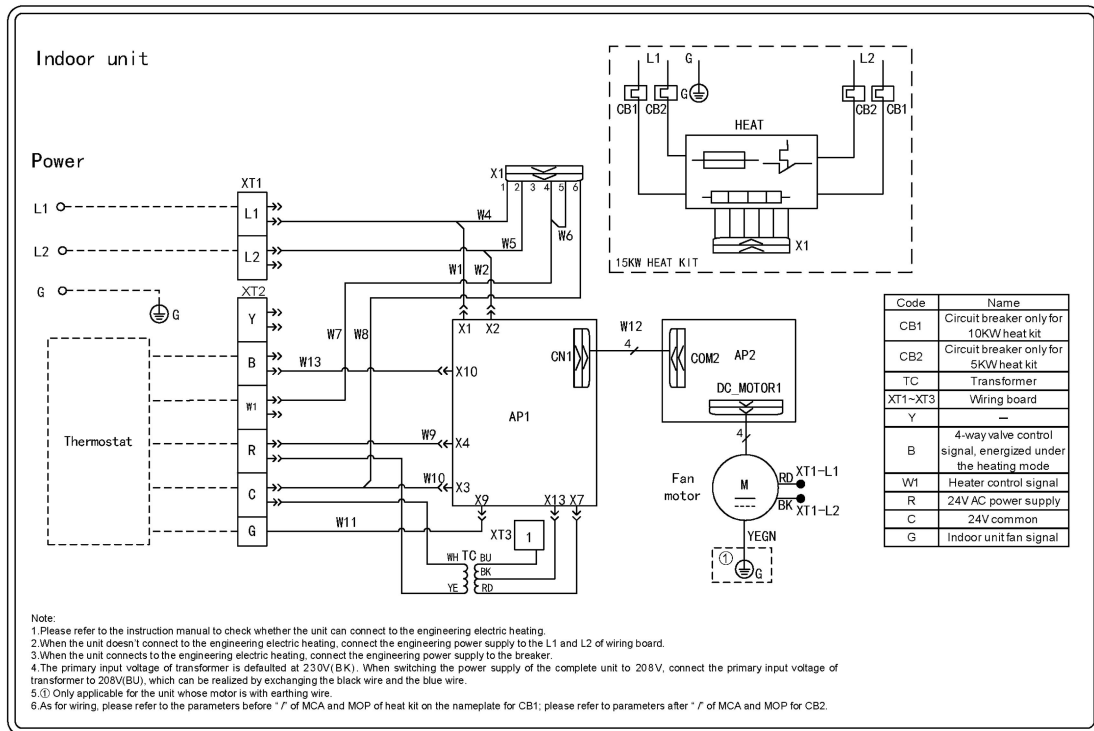 Indoor unit
Power
L1
L2
G
G
XT1
L1
L2
XT2
Y
B
W1
R
C
G
Thermostat
X1
1 2 3 4 5 6
W4
W5
W6
W1
W2
W7
W8
W13
W9
W10
W11
X1
X2
X10
X4
X3
X9
X13
X7
AP1
CN1
W12
4
COM2
AP2
DC_MOTOR1
4
Fan
motor
M
RD
XT1-L1
BK
XT1-L2
YEGN
①
G
XT3
1
TC
WH
YE
BU
BK
RD
L1
G
L2
CB1
CB2
G
CB2
CB1
HEAT
X1
15KW HEAT KIT
Code Name
CB1 Circuit breaker only for
10KW heat kit
CB2 Circuit breaker only for
5KW heat kit
TC Transformer
XT1~XT3 Wiring board
Y —
B 4-way valve control
signal, energized under
the heating mode
W1 Heater control signal
R 24V AC power supply
C 24V common
G Indoor unit fan signal
Note:
1.Please refer to the instruction manual to check whether the unit can connect to the engineering electric heating.
2.When the unit doesn't connect to the engineering electric heating, connect the engineering power supply to the L1 and L2 of wiring board.
3.When the unit connects to the engineering electric heating, connect the engineering power supply to the breaker.
4.The primary input voltage of transformer is defaulted at 230V(BK). When switching the power supply of the complete unit to 208V, connect the primary input voltage of
transformer to 208V(BU), which can be realized by exchanging the black wire and the blue wire.
5.① Only applicable for the unit whose motor is with earthing wire.
6.As for wiring, please refer to the parameters before "/" of MCA and MOP of heat kit on the nameplate for CB1; please refer to parameters after "/" of MCA and MOP for CB2.